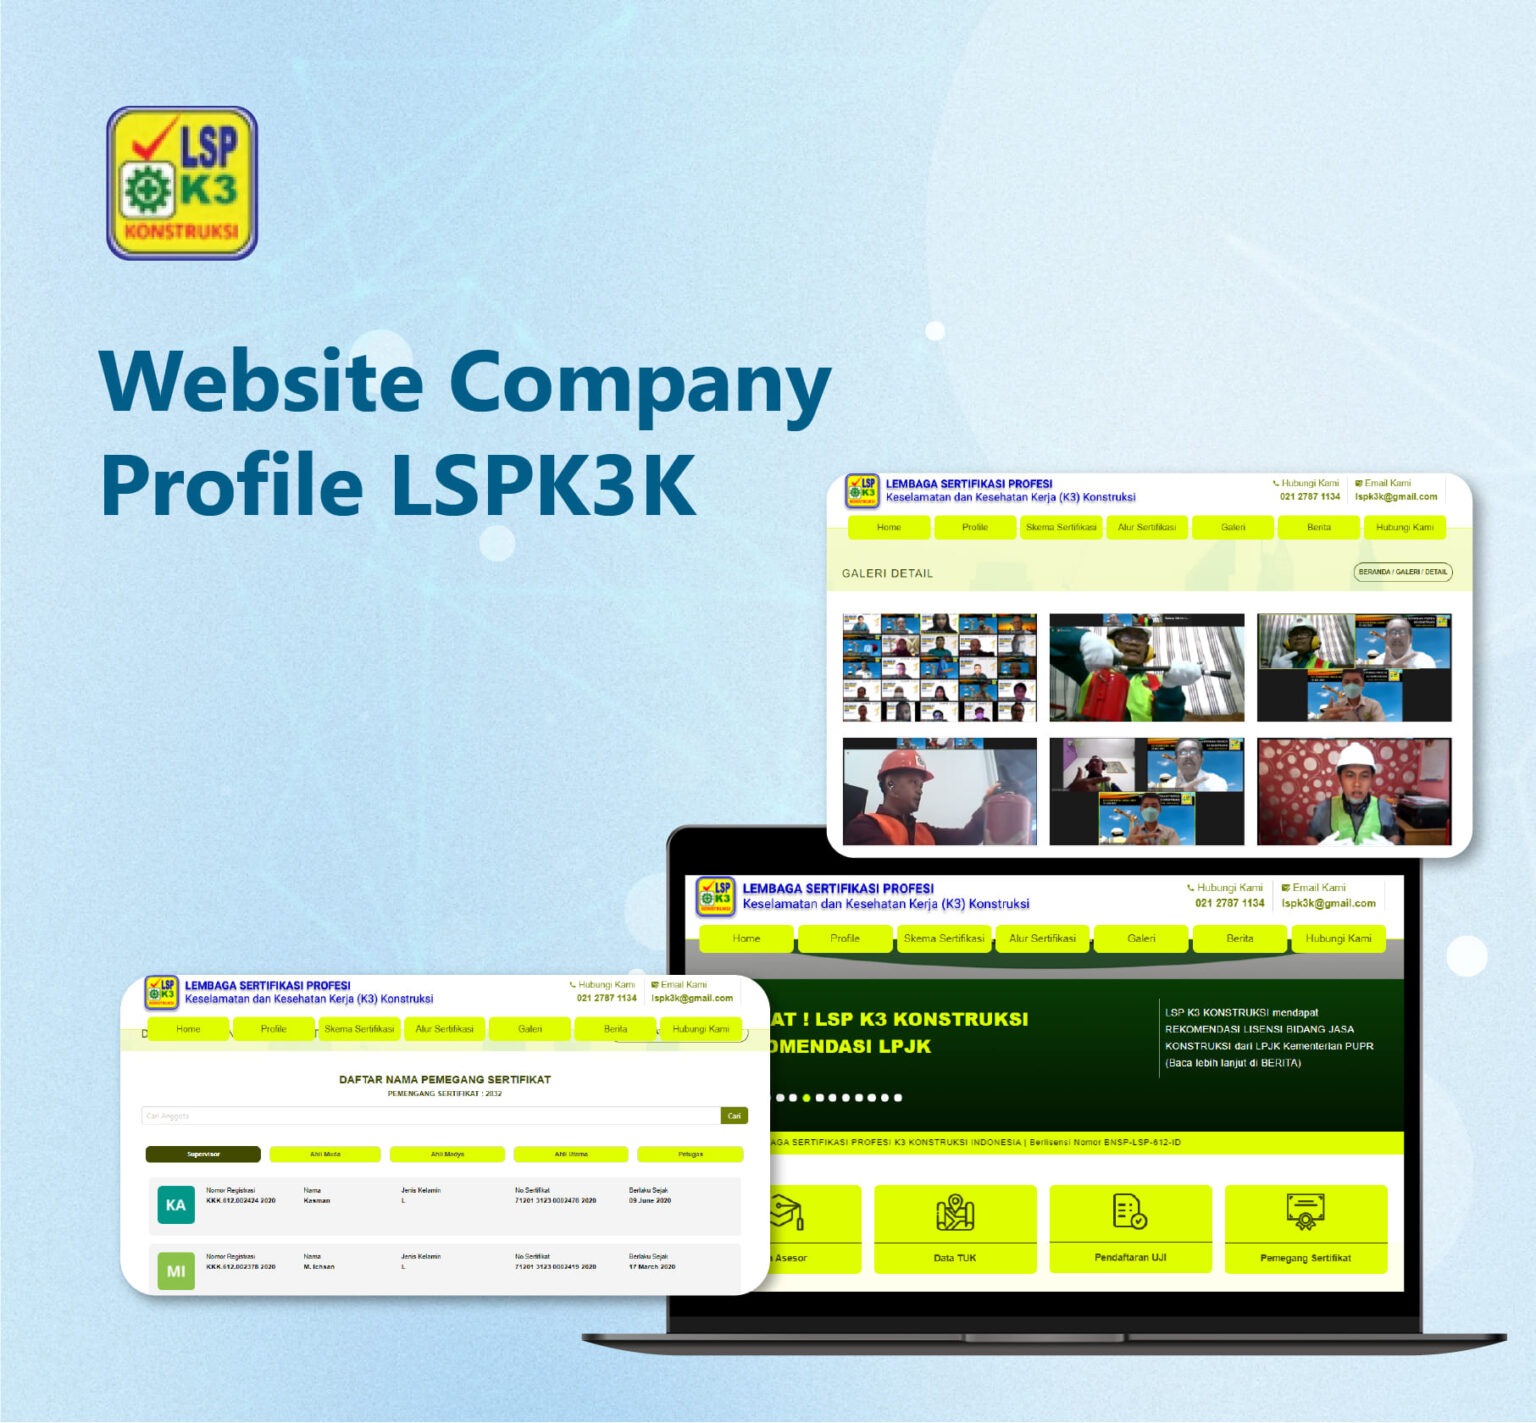 LSP
K3
KONSTRUKSI
Website Company
Profile LSPK3K
LSP
K3
KONSTRUKSI
LEMBAGA SERTIFIKASI PROFESI
Keselamatan dan Kesehatan Kerja (K3) Konstruksi
Hubungi Kami
021 2787 1134
Email Kami
lspk3k@gmail.com
Home Profile Skema Sertifikasi Alur Sertifikasi Galeri Berita Hubungi Kami
GALERI DETAIL
BERANDA / GALERI / DETAIL
LSP
K3
KONSTRUKSI
LEMBAGA SERTIFIKASI PROFESI
Keselamatan dan Kesehatan Kerja (K3) Konstruksi
Hubungi Kami
021 2787 1134
Email Kami
lspk3k@gmail.com
Home Profile Skema Sertifikasi Alur Sertifikasi Galeri Berita Hubungi Kami
AT ! LSP K3 KONSTRUKSI
OMENDASI LPJK
LSP K3 KONSTRUKSI mendapat
REKOMENDASI LISENSI BIDANG JASA
KONSTRUKSI dari LPJK Kementerian PUPR
(Baca lebih lanjut di BERITA)
AGA SERTIFIKASI PROFESI K3 KONSTRUKSI INDONESIA | Berlisensi Nomor BNSP-LSP-612-ID
Asesor
Data TUK
Pendaftaran UJI
Pemegang Sertifikat
LSP
K3
KONSTRUKSI
LEMBAGA SERTIFIKASI PROFESI
Keselamatan dan Kesehatan Kerja (K3) Konstruksi
Hubungi Kami
021 2787 1134
Email Kami
lspk3k@gmail.com
Home Profile Skema Sertifikasi Alur Sertifikasi Galeri Berita Hubungi Kami
DAFTAR NAMA PEMEGANG SERTIFIKAT
PEMENGANG SERTIFIKAT : 2032
Cari Anggota
Cari
Supervisor Ahli Muda Ahli Madya Ahli Utama Petugas
KA
Nomor Registrasi Nama Jenis Kelamin No Sertifikat Berlaku Sejak
KKK.612.002424 2020 Kasman L 71201 3123 0002476 2020 09 June 2020
MI
Nomor Registrasi Nama Jenis Kelamin No Sertifikat Berlaku Sejak
KKK.612.002378 2020 M. Ichsan L 71201 3123 0002419 2020 17 March 2020